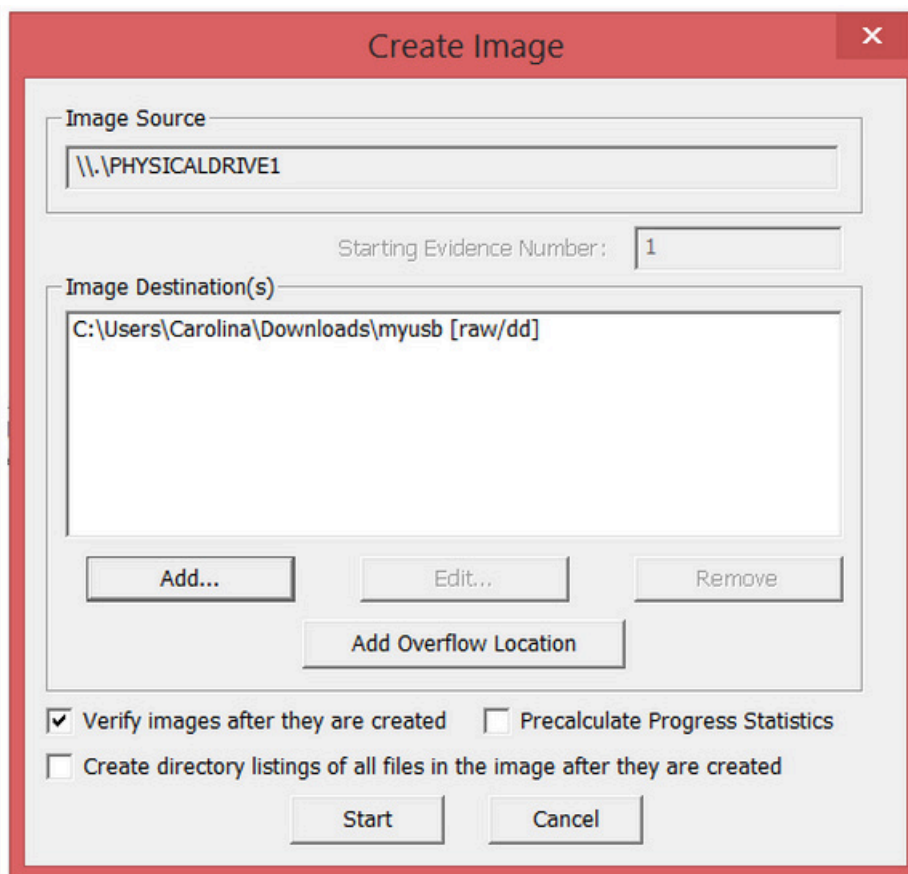 Create Image
Image Source
\\.\PHYSICALDRIVE1
Starting Evidence Number: 1
Image Destination(s)
C:\Users\Carolina\Downloads\myusb [raw/dd]
Add... Edit... Remove
Add Overflow Location
Verify images after they are created Precalculate Progress Statistics
Create directory listings of all files in the image after they are created
Start Cancel